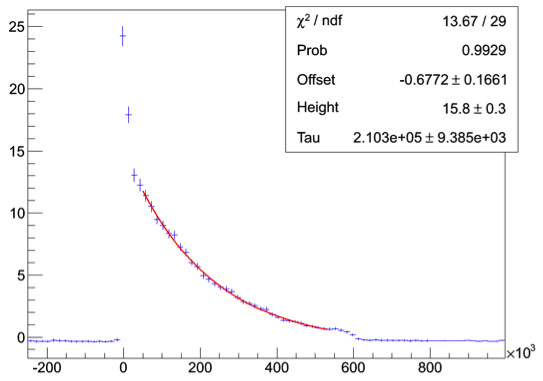 χ² / ndf 13.67 / 29
Prob 0.9929
Offset -0.6772 ± 0.1661
Height 15.8 ± 0.3
Tau 2.103e+05 ± 9.385e+03
25
20
15
10
5
0
-200 0 200 400 600 800 ×10³